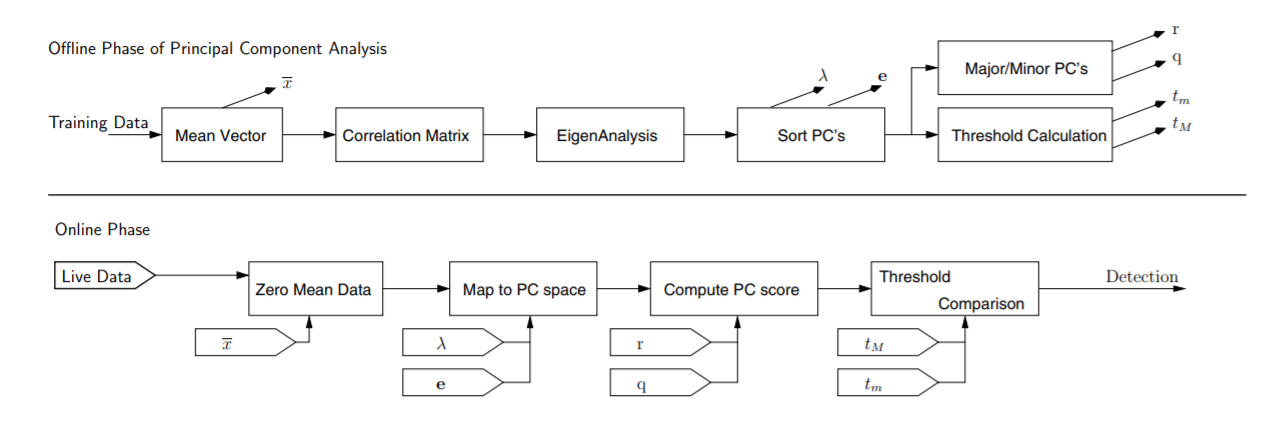 Offline Phase of Principal Component Analysis
r
Major/Minor PC's
q
x̅
λ
e
t_m
Training Data
Mean Vector
Correlation Matrix
EigenAnalysis
Sort PC's
Threshold Calculation
t_M
Online Phase
Live Data
Zero Mean Data
Map to PC space
Compute PC score
Threshold
Comparison
Detection
x̅
λ
r
t_M
e
q
t_m